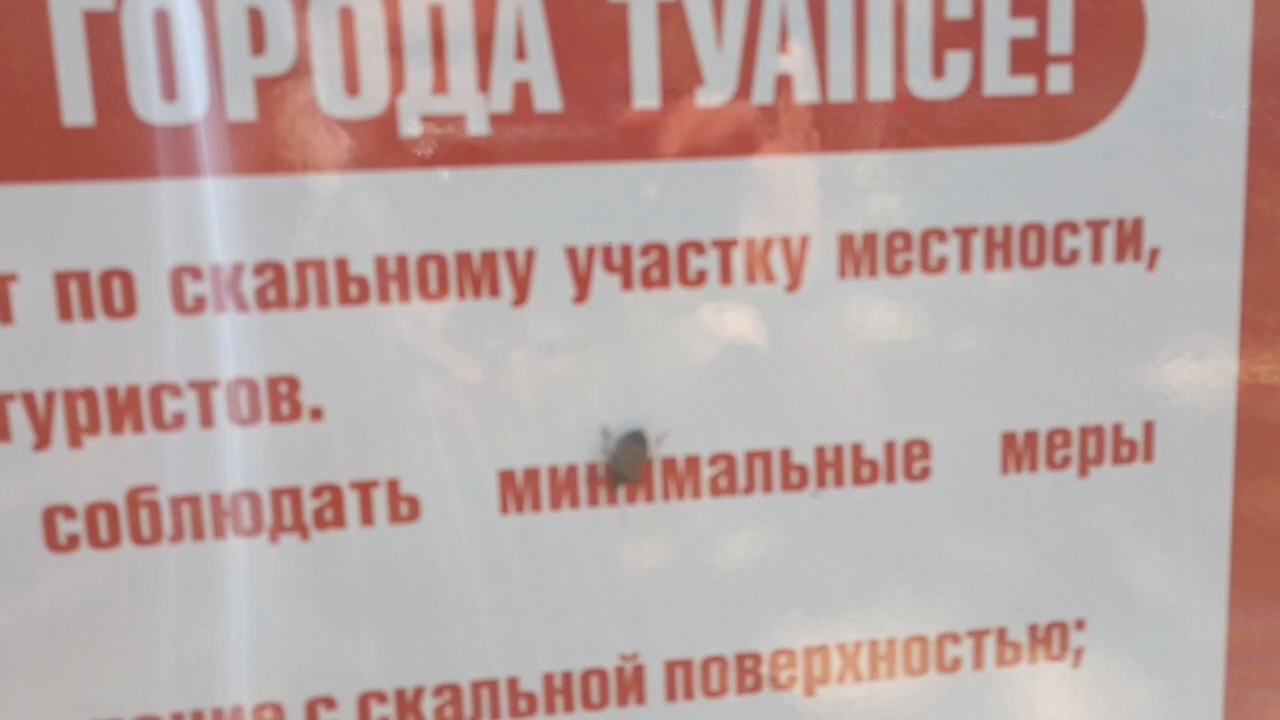 ГОРОДА ТУАПСЕ!
по скальному участку местности,
туристов.
соблюдать минимальные меры
с скальной поверхностью;